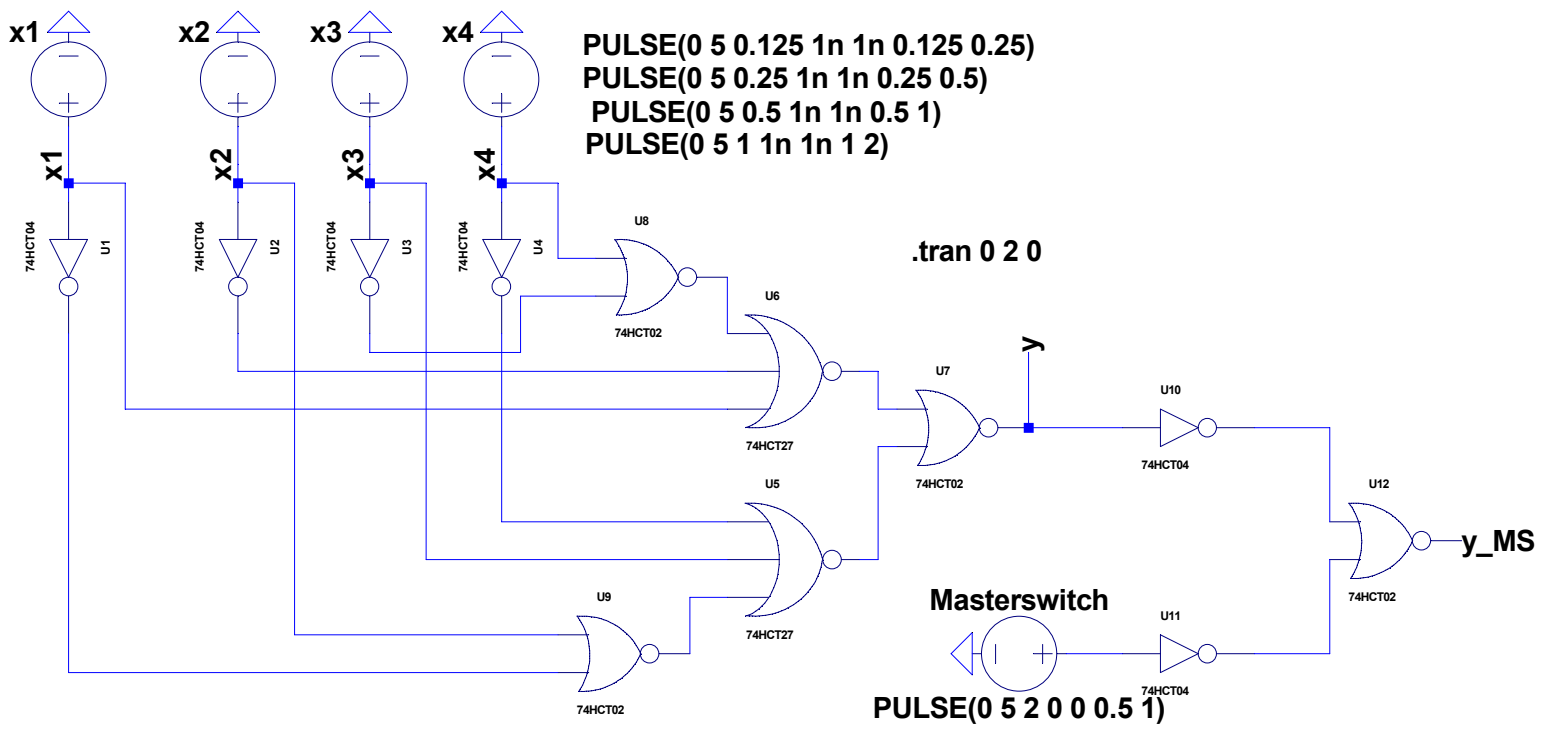 x1
x2
x3
x4
PULSE(0 5 0.125 1n 1n 0.125 0.25)
PULSE(0 5 0.25 1n 1n 0.25 0.5)
PULSE(0 5 0.5 1n 1n 0.5 1)
PULSE(0 5 1 1n 1n 1 2)
x1
x2
x3
x4
74HCT04
U1
74HCT04
U2
74HCT04
U3
74HCT04
U4
U8
74HCT02
.tran 0 2 0
U6
74HCT27
y
U7
74HCT02
U10
74HCT04
U5
74HCT27
U12
74HCT02
y_MS
U9
74HCT02
Masterswitch
U11
74HCT04
PULSE(0 5 2 0 0 0.5 1)